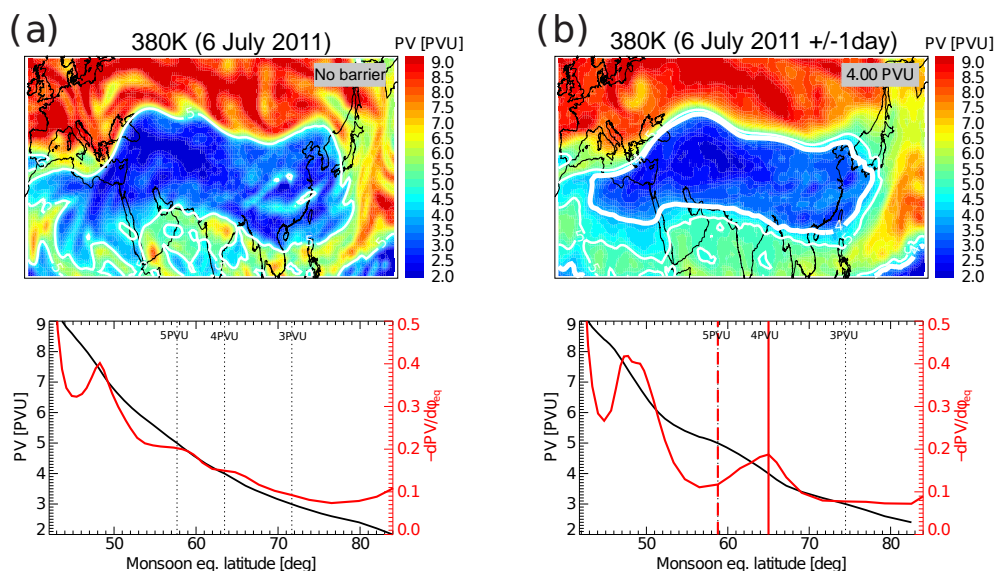 (a)
380K (6 July 2011)
PV [PVU]
No barrier
9.0
8.5
8.0
7.5
7.0
6.5
6.0
5.5
5.0
4.5
4.0
3.5
3.0
2.5
2.0
9
8
7
6
5
4
3
2
PV [PVU]
5PVU
4PVU
3PVU
0.5
0.4
0.3
0.2
0.1
0.0
−dPV/dφeq
50 60 70 80
Monsoon eq. latitude [deg]
(b)
380K (6 July 2011 +/-1day)
PV [PVU]
4.00 PVU
9.0
8.5
8.0
7.5
7.0
6.5
6.0
5.5
5.0
4.5
4.0
3.5
3.0
2.5
2.0
9
8
7
6
5
4
3
2
PV [PVU]
5PVU
4PVU
3PVU
0.5
0.4
0.3
0.2
0.1
0.0
−dPV/dφeq
50 60 70 80
Monsoon eq. latitude [deg]